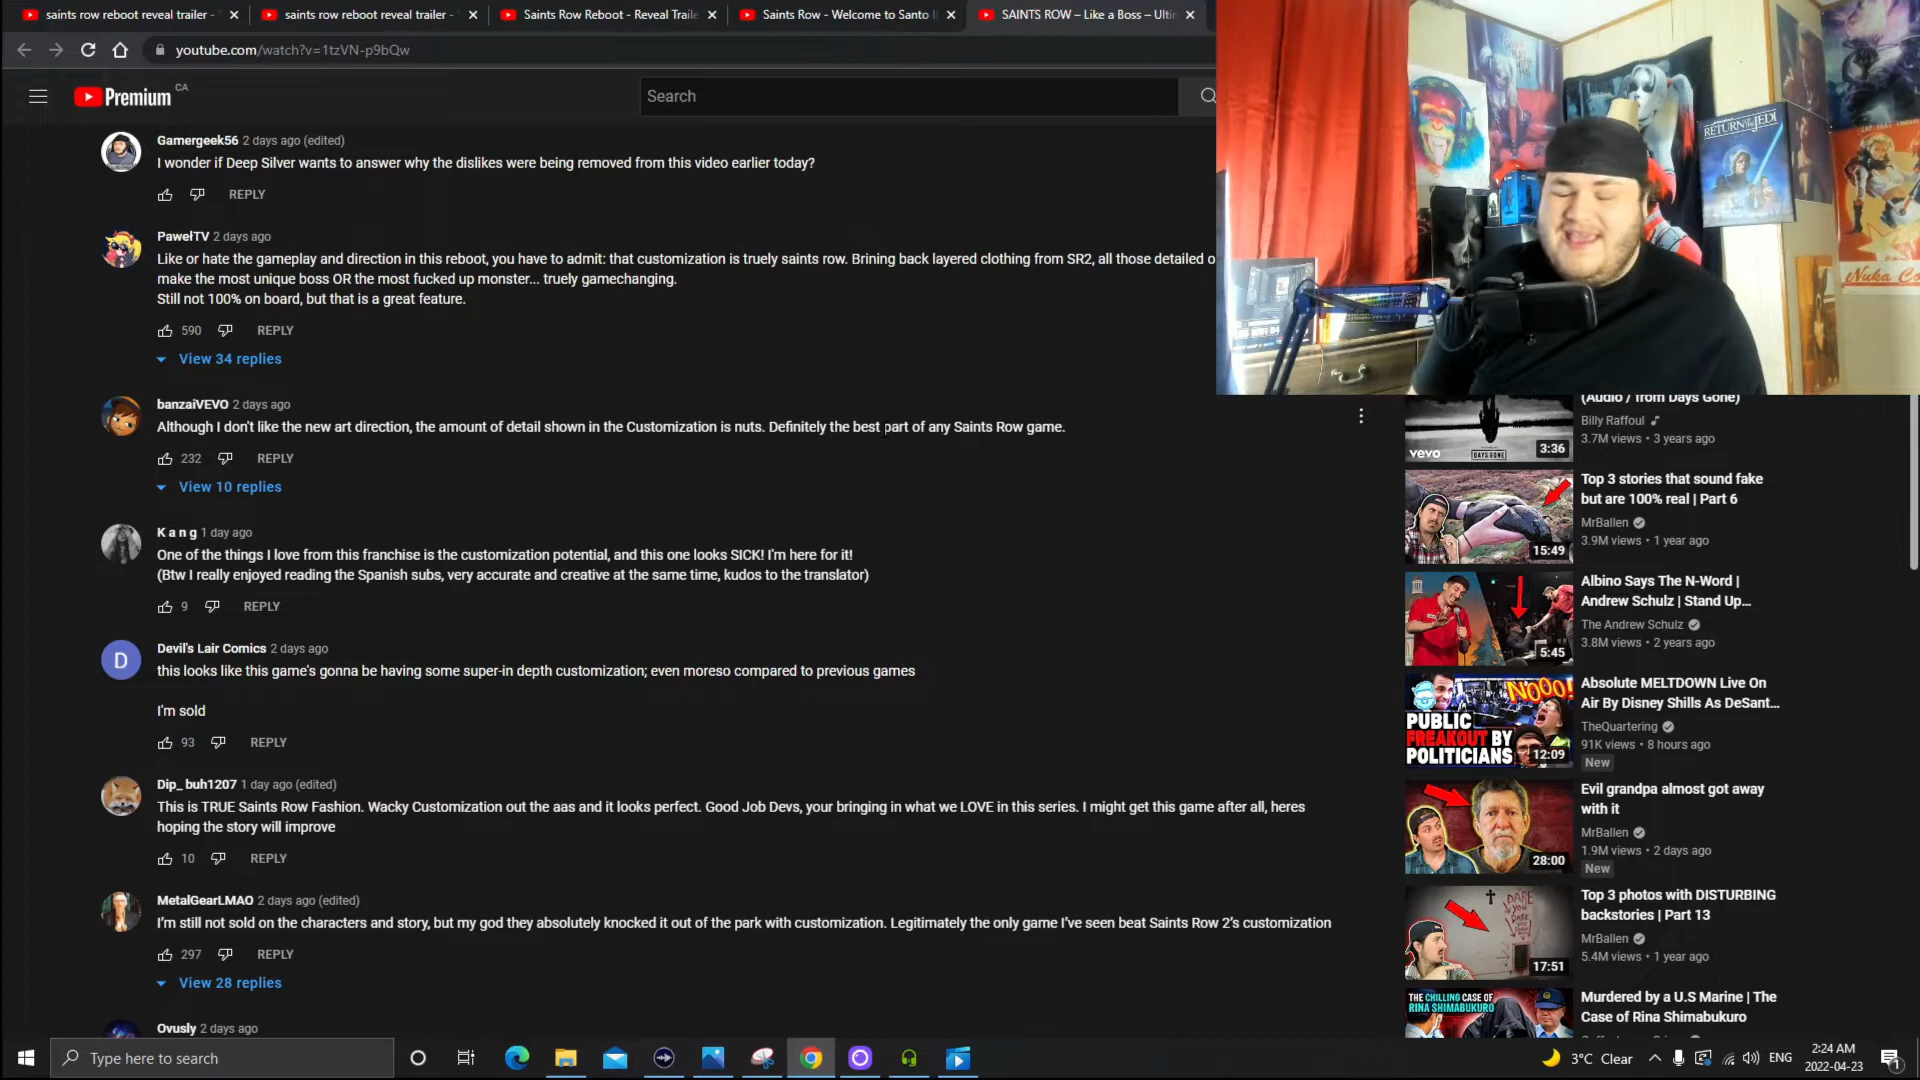 saints row reboot reveal trailer -
saints row reboot reveal trailer -
Saints Row Reboot - Reveal Traile
Saints Row - Welcome to Santo Il
SAINTS ROW – Like a Boss – Ultim
youtube.com/watch?v=1tzVN-p9bQw
Premium CA
Search
Gamergeek56 2 days ago (edited)
I wonder if Deep Silver wants to answer why the dislikes were being removed from this video earlier today?
REPLY
PawełTV 2 days ago
Like or hate the gameplay and direction in this reboot, you have to admit: that customization is truely saints row. Brining back layered clothing from SR2, all those detailed o
make the most unique boss OR the most fucked up monster... truely gamechanging.
Still not 100% on board, but that is a great feature.
590 REPLY
View 34 replies
banzaiVEVO 2 days ago
Although I don't like the new art direction, the amount of detail shown in the Customization is nuts. Definitely the best part of any Saints Row game.
232 REPLY
View 10 replies
K a n g 1 day ago
One of the things I love from this franchise is the customization potential, and this one looks SICK! I'm here for it!
(Btw I really enjoyed reading the Spanish subs, very accurate and creative at the same time, kudos to the translator)
9 REPLY
D
Devil's Lair Comics 2 days ago
this looks like this game's gonna be having some super-in depth customization; even moreso compared to previous games
I'm sold
93 REPLY
Dip_ buh1207 1 day ago (edited)
This is TRUE Saints Row Fashion. Wacky Customization out the aas and it looks perfect. Good Job Devs, your bringing in what we LOVE in this series. I might get this game after all, heres
hoping the story will improve
10 REPLY
MetalGearLMAO 2 days ago (edited)
I'm still not sold on the characters and story, but my god they absolutely knocked it out of the park with customization. Legitimately the only game I've seen beat Saints Row 2's customization
297 REPLY
View 28 replies
Ovusly 2 days ago
RETURN OF THE JEDI
Nuka Co
(Audio / from Days Gone)
Billy Raffoul
3.7M views • 3 years ago
vevo
DAYS GONE
3:36
Top 3 stories that sound fake
but are 100% real | Part 6
MrBallen
3.9M views • 1 year ago
15:49
Albino Says The N-Word |
Andrew Schulz | Stand Up...
The Andrew Schulz
3.8M views • 2 years ago
5:45
Absolute MELTDOWN Live On
Air By Disney Shills As DeSant...
TheQuartering
91K views • 8 hours ago
New
NOOO!
PUBLIC
FREAKOUT BY
POLITICIANS
12:09
Evil grandpa almost got away
with it
MrBallen
1.9M views • 2 days ago
New
28:00
Top 3 photos with DISTURBING
backstories | Part 13
MrBallen
5.4M views • 1 year ago
DARE
YOU
17:51
Murdered by a U.S Marine | The
Case of Rina Shimabukuro
THE CHILLING CASE OF
RINA SHIMABUKURO
Type here to search
3°C Clear
ENG
2:24 AM
2022-04-23
1